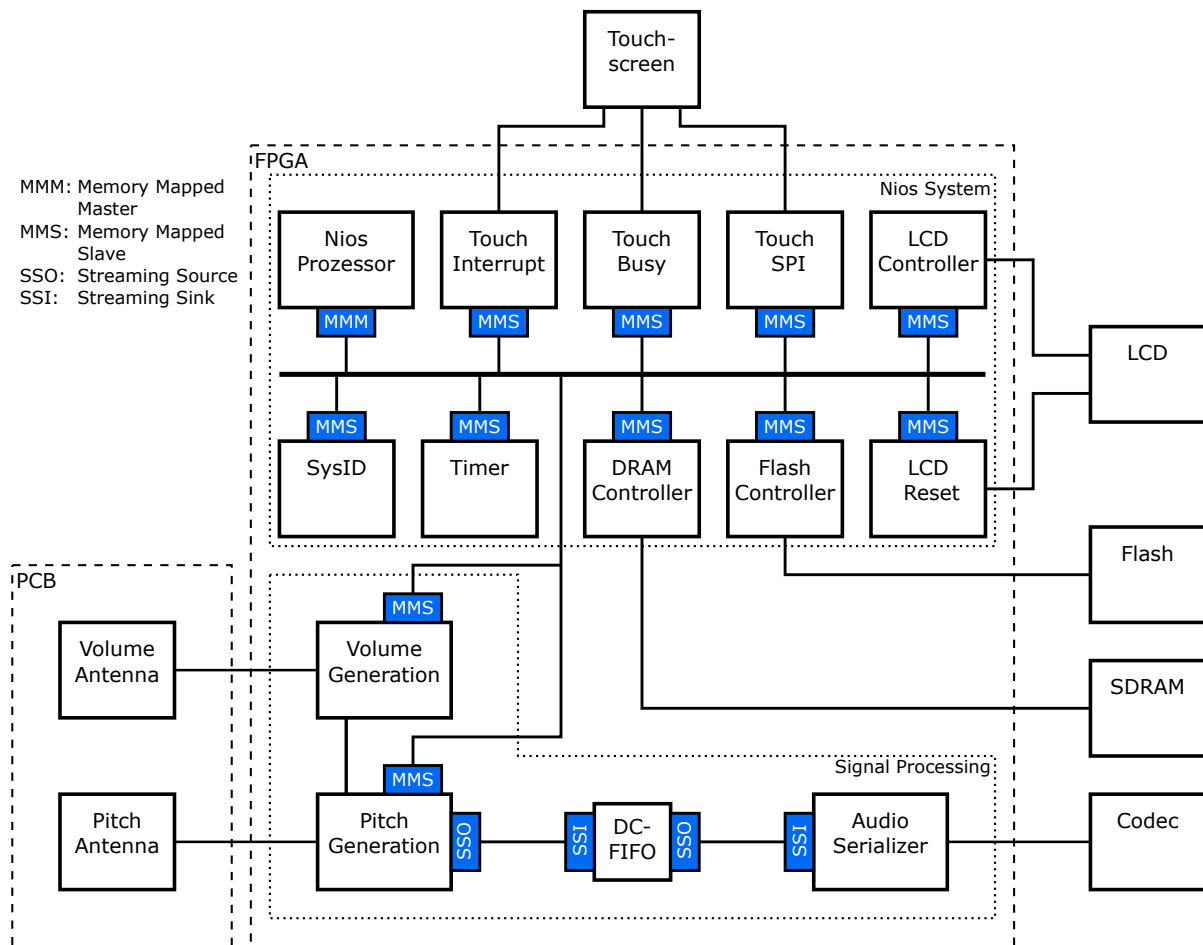 Touch-
screen
FPGA
Nios System
MMM: Memory Mapped
Master
MMS: Memory Mapped
Slave
SSO: Streaming Source
SSI: Streaming Sink
Nios
Prozessor
MMM
Touch
Interrupt
MMS
Touch
Busy
MMS
Touch
SPI
MMS
LCD
Controller
MMS
LCD
MMS
SysID
MMS
Timer
MMS
DRAM
Controller
MMS
Flash
Controller
MMS
LCD
Reset
Flash
PCB
MMS
Volume
Antenna
Volume
Generation
SDRAM
Signal Processing
MMS
Pitch
Antenna
Pitch
Generation
SSO
SSI
DC-
FIFO
SSO
SSI
Audio
Serializer
Codec